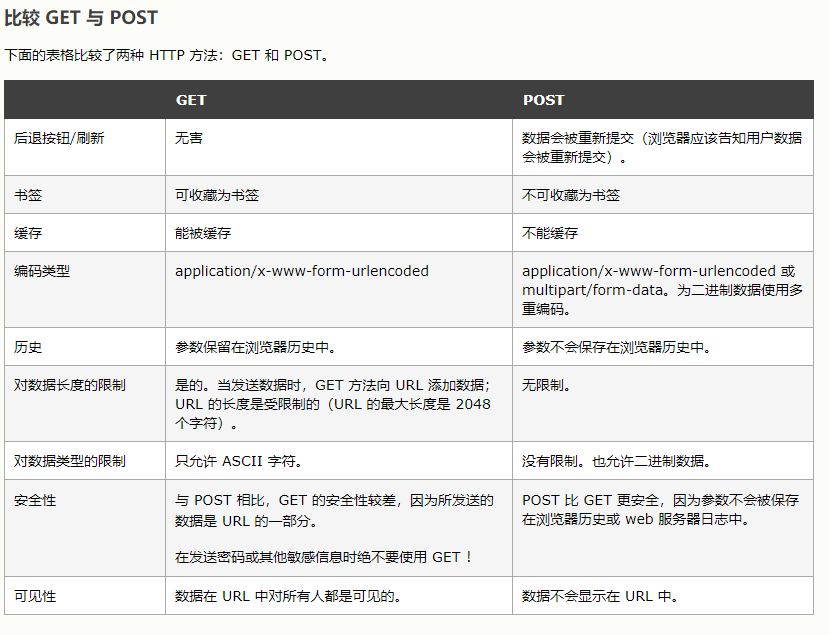 比较 GET 与 POST
下面的表格比较了两种 HTTP 方法：GET 和 POST。
GET POST
后退按钮/刷新 无害 数据会被重新提交（浏览器应该告知用户数据
会被重新提交）。
书签 可收藏为书签 不可收藏为书签
缓存 能被缓存 不能缓存
编码类型 application/x-www-form-urlencoded application/x-www-form-urlencoded 或
multipart/form-data。为二进制数据使用多
重编码。
历史 参数保留在浏览器历史中。 参数不会保存在浏览器历史中。
对数据长度的限制 是的。当发送数据时，GET 方法向 URL 添加数据； 无限制。
URL 的长度是受限制的（URL 的最大长度是 2048
个字符）。
对数据类型的限制 只允许 ASCII 字符。 没有限制。也允许二进制数据。
安全性 与 POST 相比，GET 的安全性较差，因为所发送的 POST 比 GET 更安全，因为参数不会被保存
数据是 URL 的一部分。 在浏览器历史或 web 服务器日志中。
在发送密码或其他敏感信息时绝不要使用 GET ！
可见性 数据在 URL 中对所有人都是可见的。 数据不会显示在 URL 中。